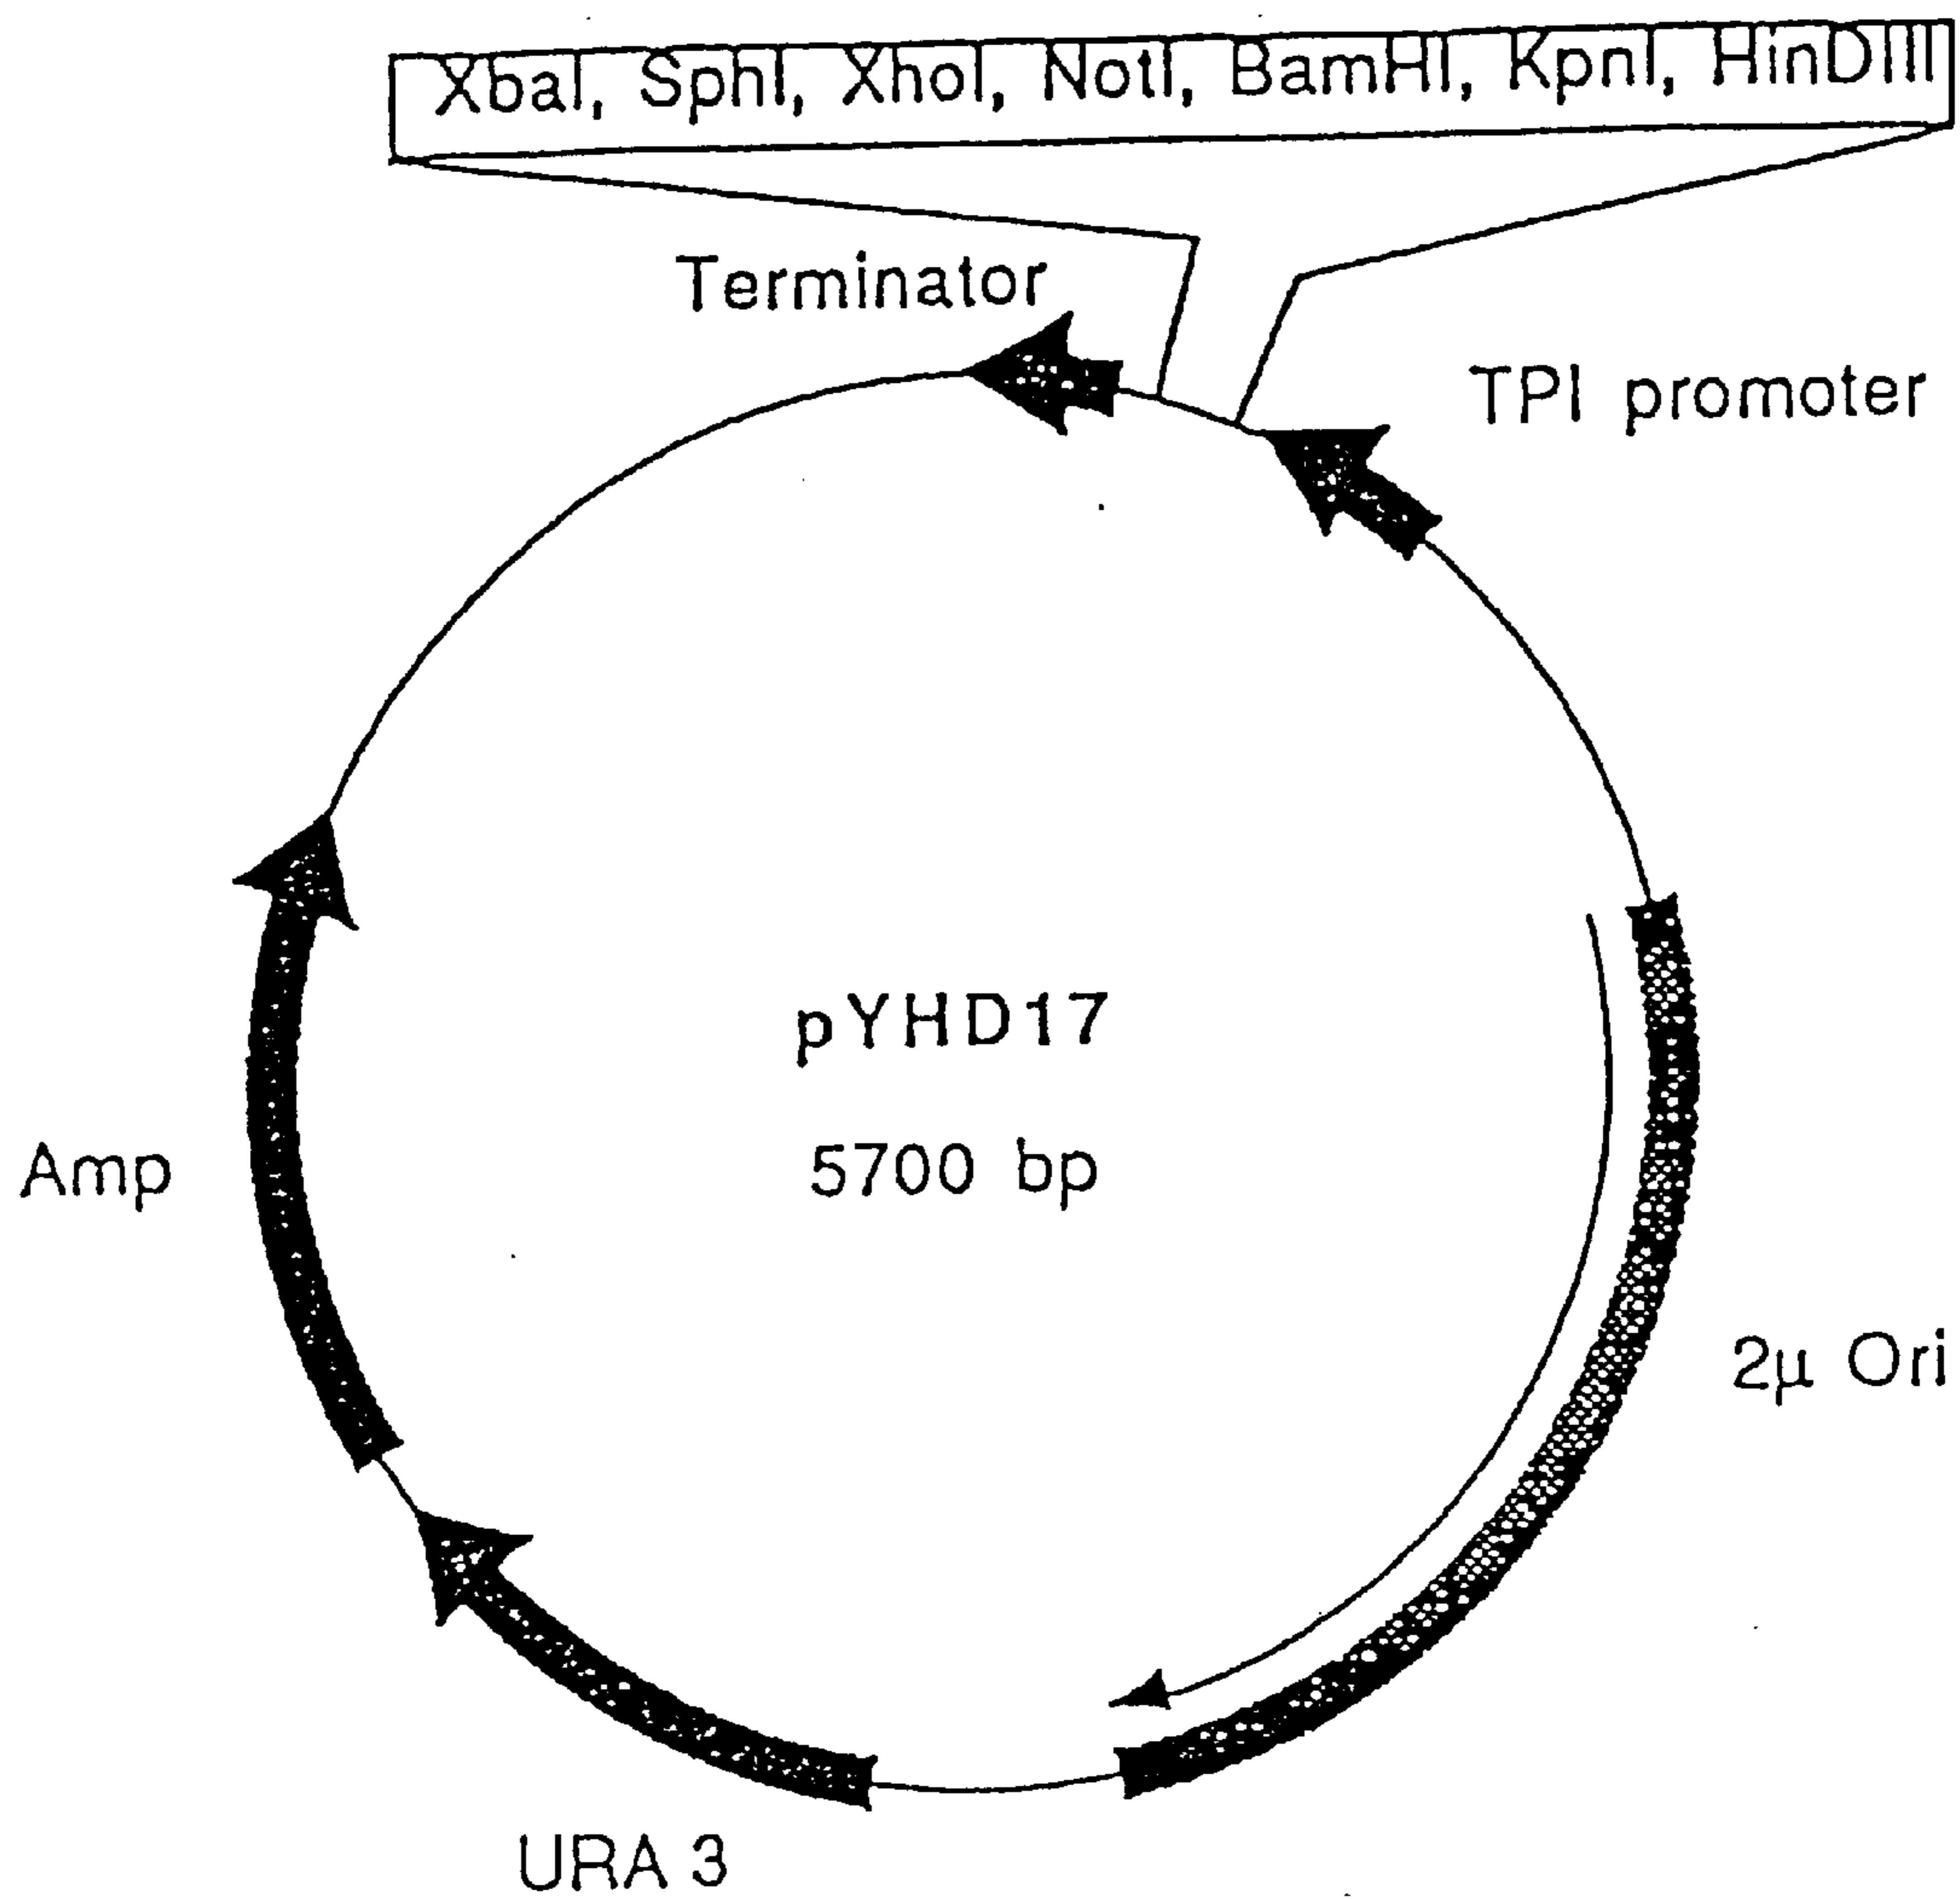 XbaI, SphI, XhoI, NotI, BamHI, KpnI, HinDIII
Terminator
TPI promoter
pYHD17
5700 bp
Amp
2µ Ori
URA 3